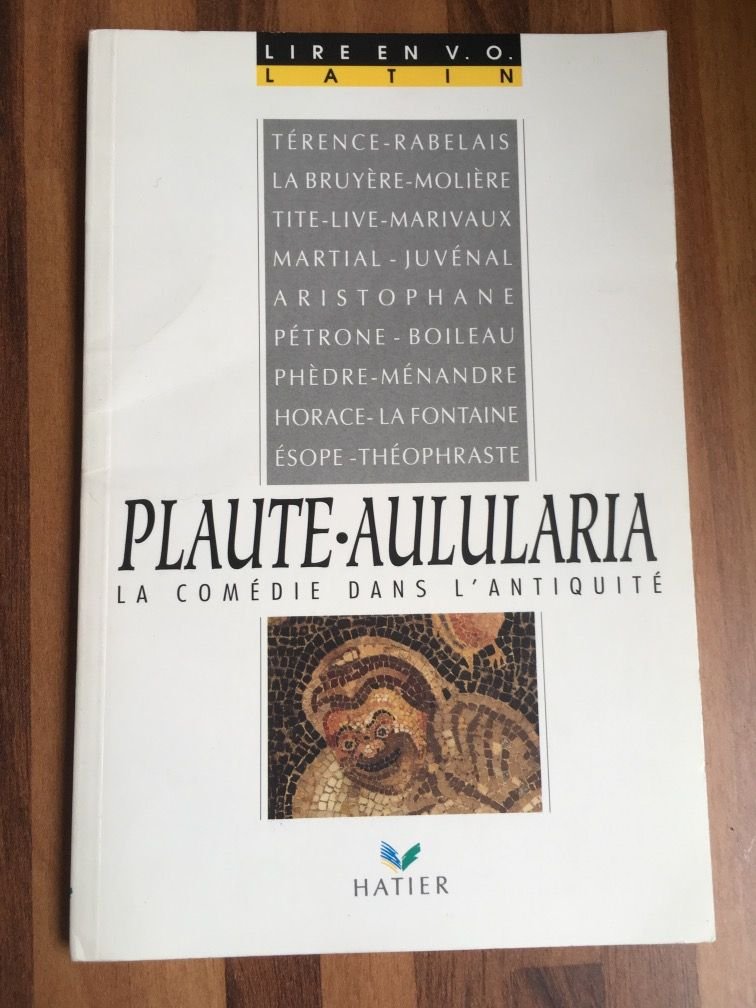 LIRE EN V. O.
LATIN
TÉRENCE-RABELAIS
LA BRUYÈRE-MOLIÈRE
TITE-LIVE-MARIVAUX
MARTIAL - JUVÉNAL
ARISTOPHANE
PÉTRONE - BOILEAU
PHÈDRE-MÉNANDRE
HORACE- LA FONTAINE
ÉSOPE -THÉOPHRASTE
PLAUTE•AULULARIA
LA COMÉDIE DANS L'ANTIQUITÉ
HATIER